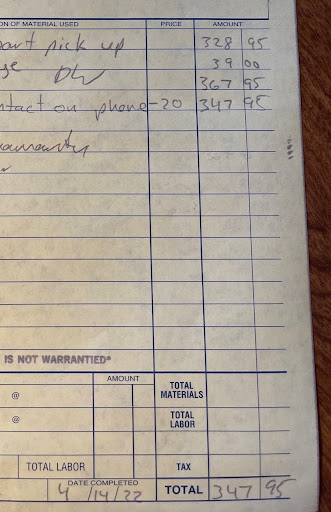 ON OF MATERIAL USED PRICE AMOUNT
part pick up 328 95
ge 39 00
367 95
ntact on phone -20 347 95
warranty
IS NOT WARRANTIED*
AMOUNT
@ TOTAL MATERIALS
@ TOTAL LABOR
TOTAL LABOR TAX
DATE COMPLETED
4/14/22 TOTAL 347 95